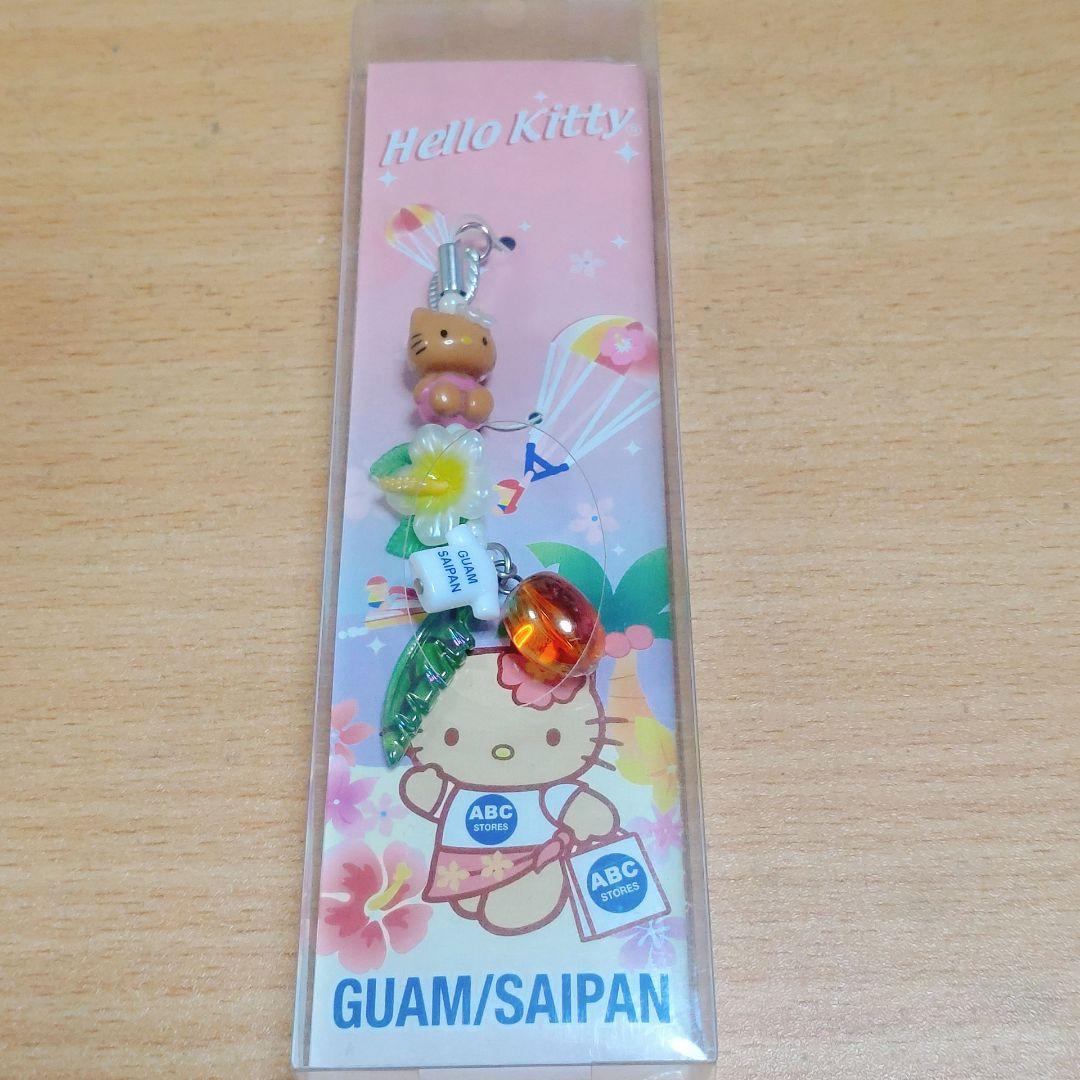 Hello Kitty®
GUAM
SAIPAN
ABC
STORES
ABC
STORES
GUAM/SAIPAN